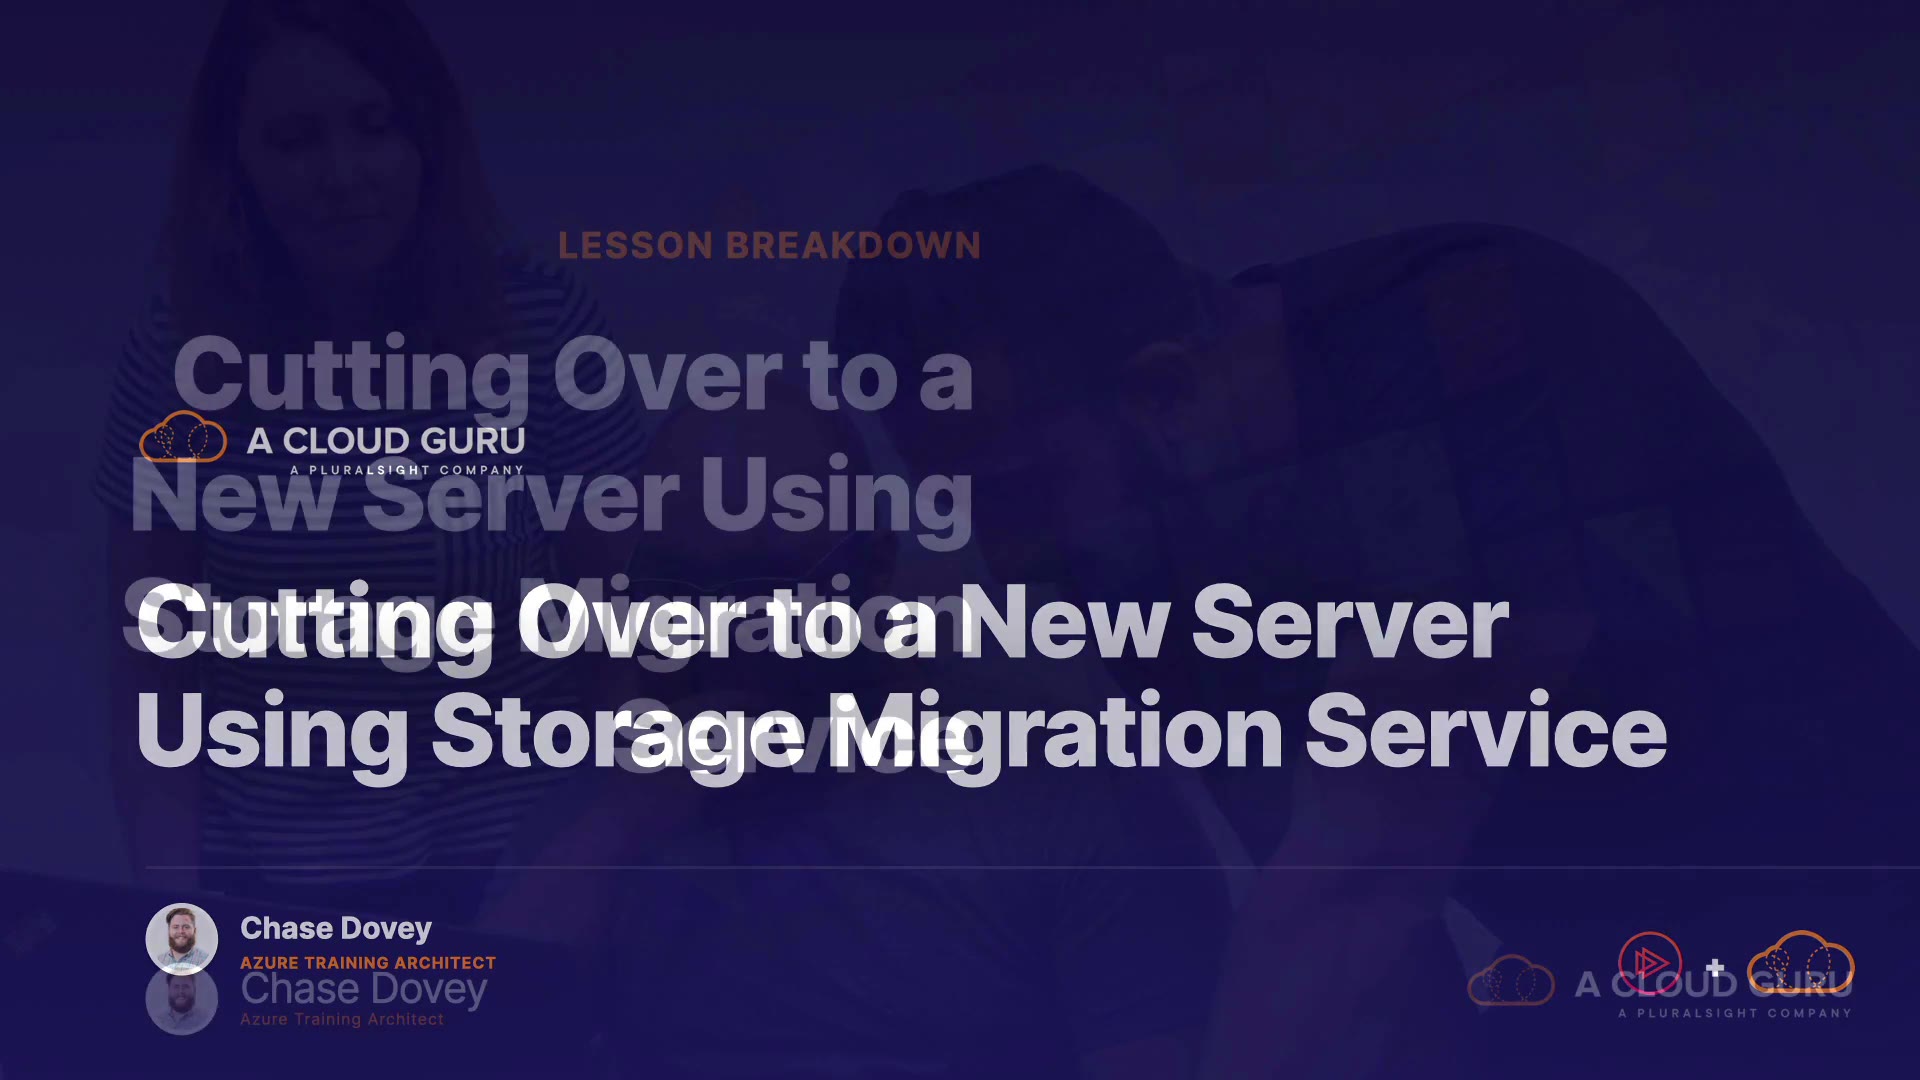 LESSON BREAKDOWN
Cutting Over to a
New Server Using
Storage Migration
Service
A CLOUD GURU
A PLURALSIGHT COMPANY
Cutting Over to a New Server
Using Storage Migration Service
Chase Dovey
AZURE TRAINING ARCHITECT
Chase Dovey
Azure Training Architect
+
A CLOUD GURU
A PLURALSIGHT COMPANY